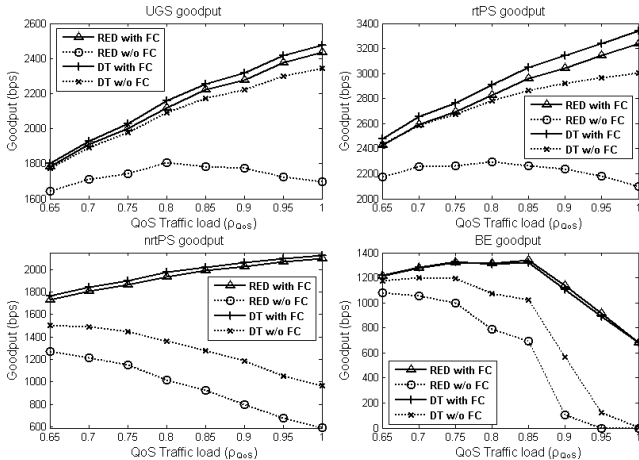 UGS goodput
Goodput (bps)
2600
2400
2200
2000
1800
1600
RED with FC
RED w/o FC
DT with FC
DT w/o FC
0.65 0.7 0.75 0.8 0.85 0.9 0.95 1
QoS Traffic load (ρQoS)
rtPS goodput
Goodput (bps)
3400
3200
3000
2800
2600
2400
2200
2000
RED with FC
RED w/o FC
DT with FC
DT w/o FC
0.65 0.7 0.75 0.8 0.85 0.9 0.95 1
QoS Traffic load (ρQoS)
nrtPS goodput
Goodput (bps)
2000
1800
1600
1400
1200
1000
800
600
RED with FC
RED w/o FC
DT with FC
DT w/o FC
0.65 0.7 0.75 0.8 0.85 0.9 0.95 1
QoS Traffic load (ρQoS)
BE goodput
Goodput (bps)
1400
1200
1000
800
600
400
200
0
RED with FC
RED w/o FC
DT with FC
DT w/o FC
0.65 0.7 0.75 0.8 0.85 0.9 0.95 1
QoS Traffic load (ρQoS)